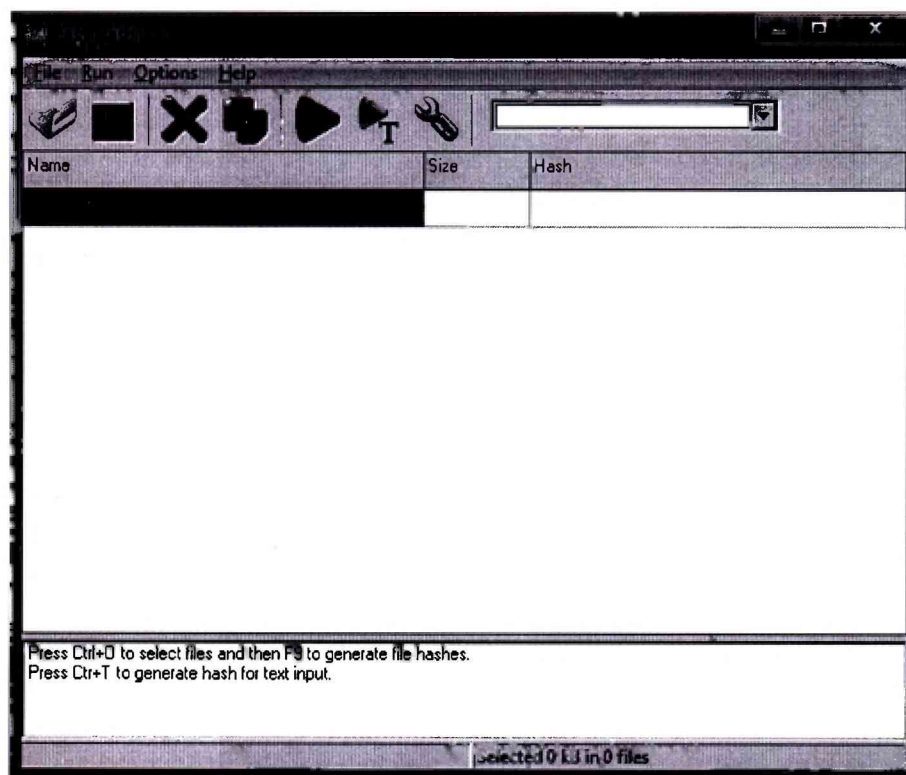 File Run Options Help
T
Name Size Hash
Press Ctrl+O to select files and then F9 to generate file hashes.
Press Ctr+T to generate hash for text input.
Selected 0 kB in 0 files